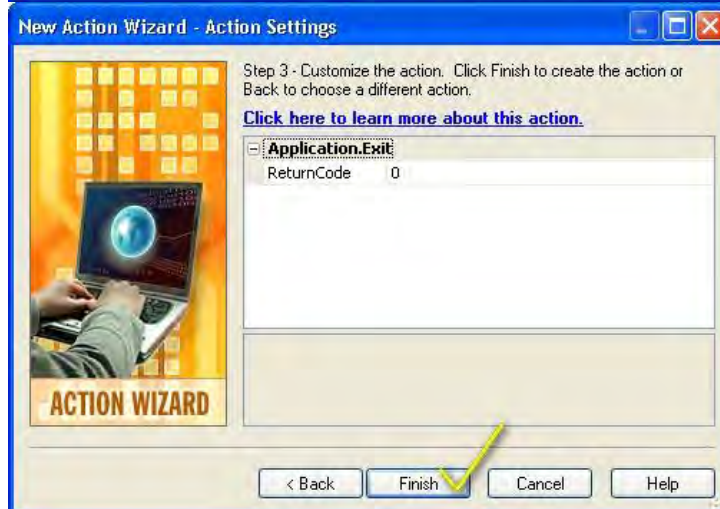 New Action Wizard - Action Settings
Step 3 - Customize the action. Click Finish to create the action or
Back to choose a different action.
Click here to learn more about this action.
Application.Exit
ReturnCode 0
ACTION WIZARD
< Back Finish Cancel Help